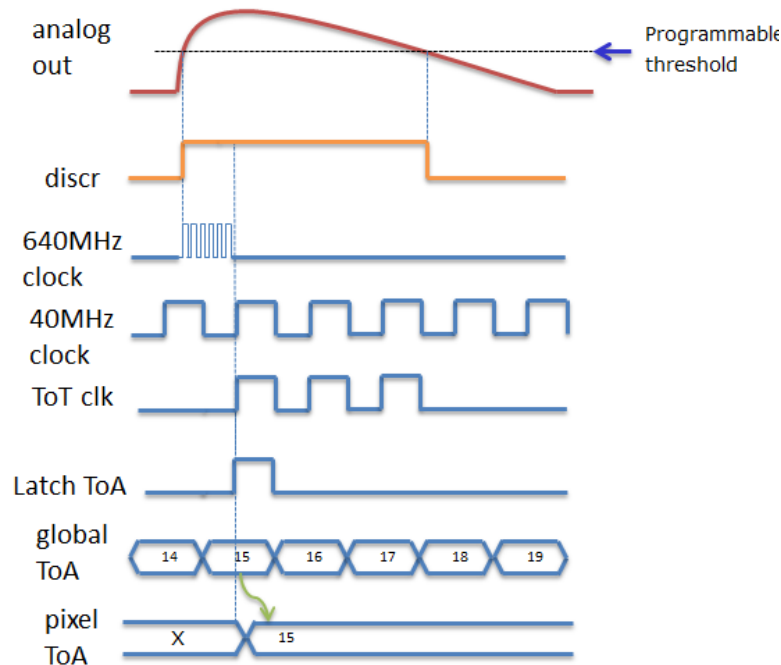 analog
out
Programmable
threshold
discr
640MHz
clock
40MHz
clock
ToT clk
Latch ToA
global
ToA
14 15 16 17 18 19
pixel
ToA
X 15